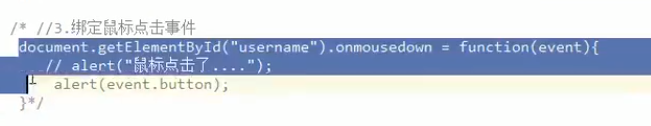 /* //3.绑定鼠标点击事件
document.getElementById("username").onmousedown = function(event){
// alert("鼠标点击了....");
alert(event.button);
}*/